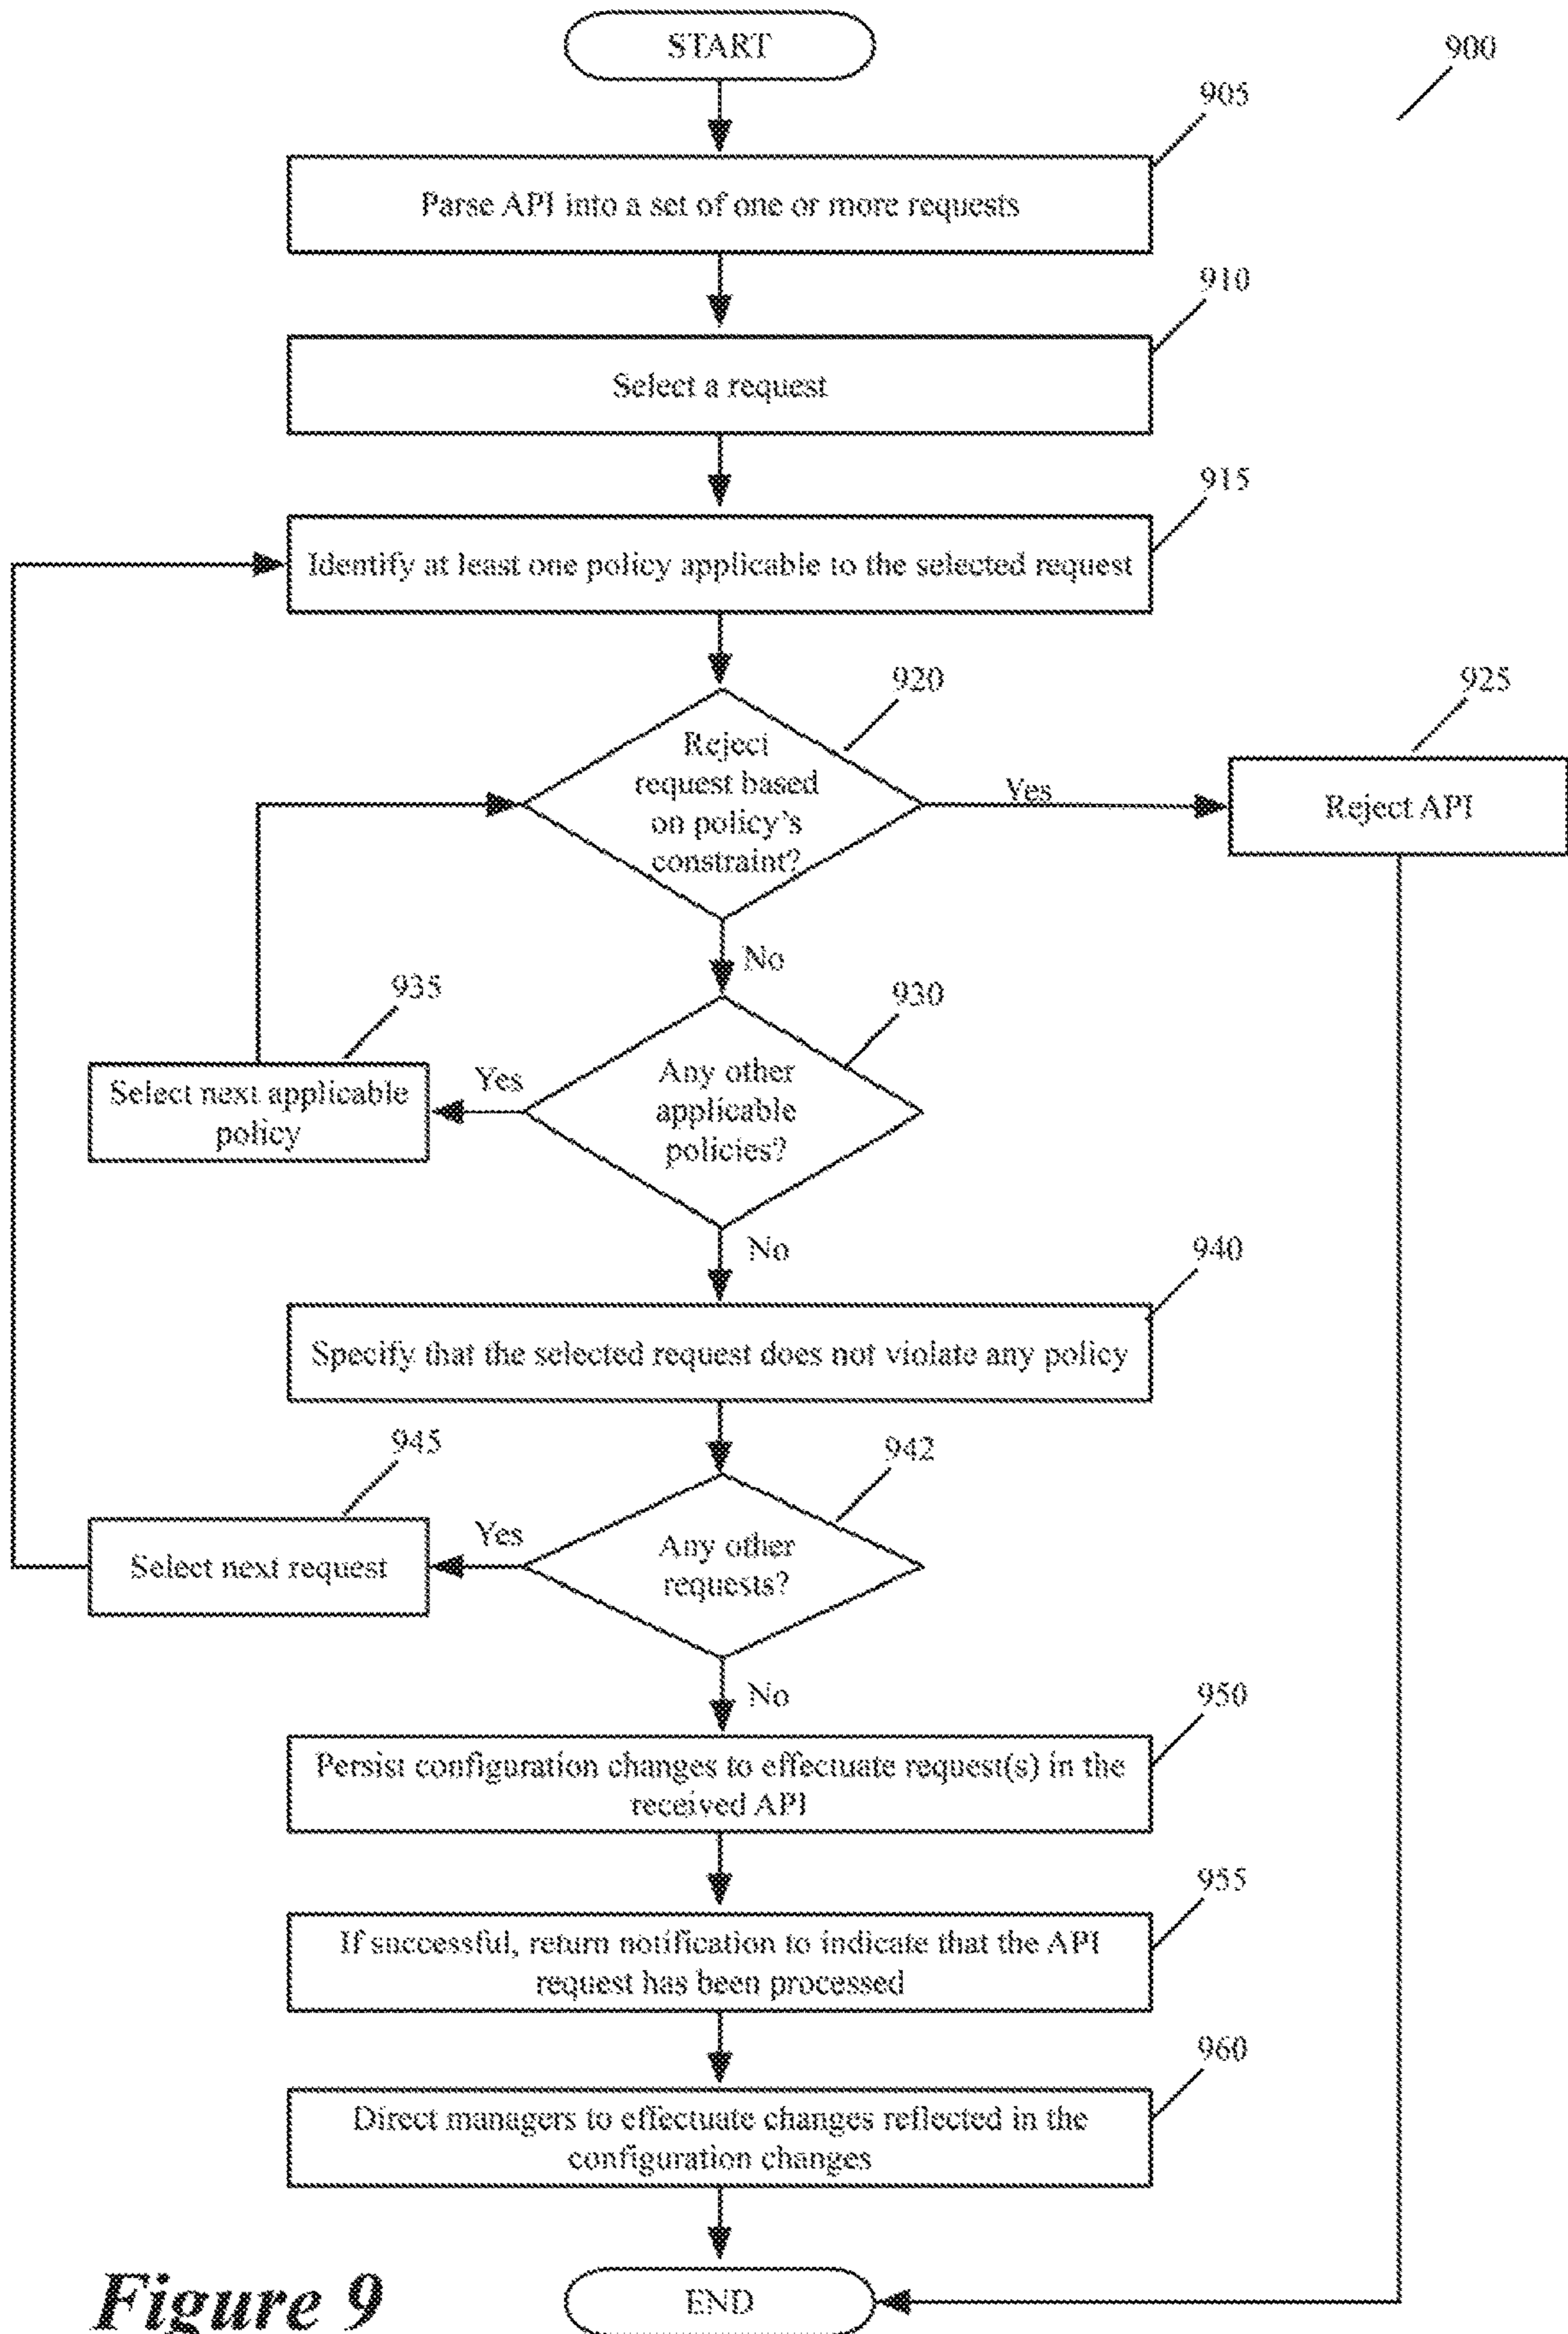 START
900
905
Parse API into a set of one or more requests
910
Select a request
915
Identify at least one policy applicable to the selected request
920
925
Reject
request based
on policy's
constraint?
Yes
Reject API
No
935
930
Select next applicable
policy
Yes
Any other
applicable
policies?
No
940
Specify that the selected request does not violate any policy
945
942
Select next request
Yes
Any other
requests?
No
950
Persist configuration changes to effectuate request(s) in the
received API
955
If successful, return notification to indicate that the API
request has been processed
960
Direct managers to effectuate changes reflected in the
configuration changes
Figure 9
END